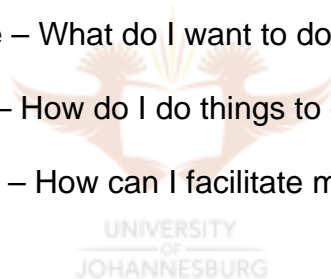 – What do I want to do
– How do I do things to
– How can I facilitate m
UNIVERSITY
OF
JOHANNESBURG